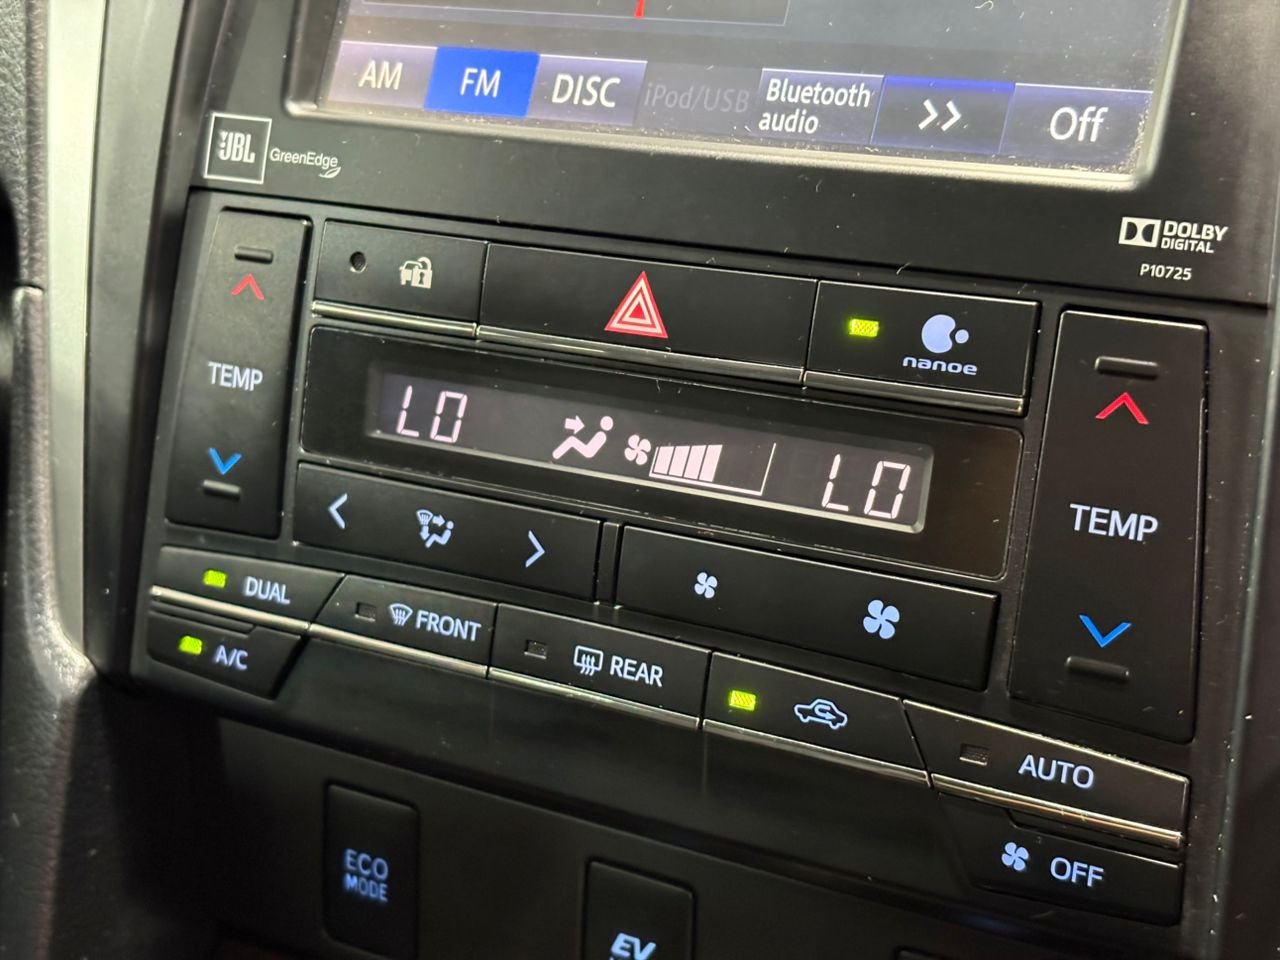 AM
FM
DISC
iPod/USB
Bluetooth
audio
>>
Off
JBL
GreenEdge
DOLBY
DIGITAL
P10725
nanoe
TEMP
LO
LO
TEMP
DUAL
FRONT
REAR
A/C
AUTO
OFF
ECO
MODE
EV